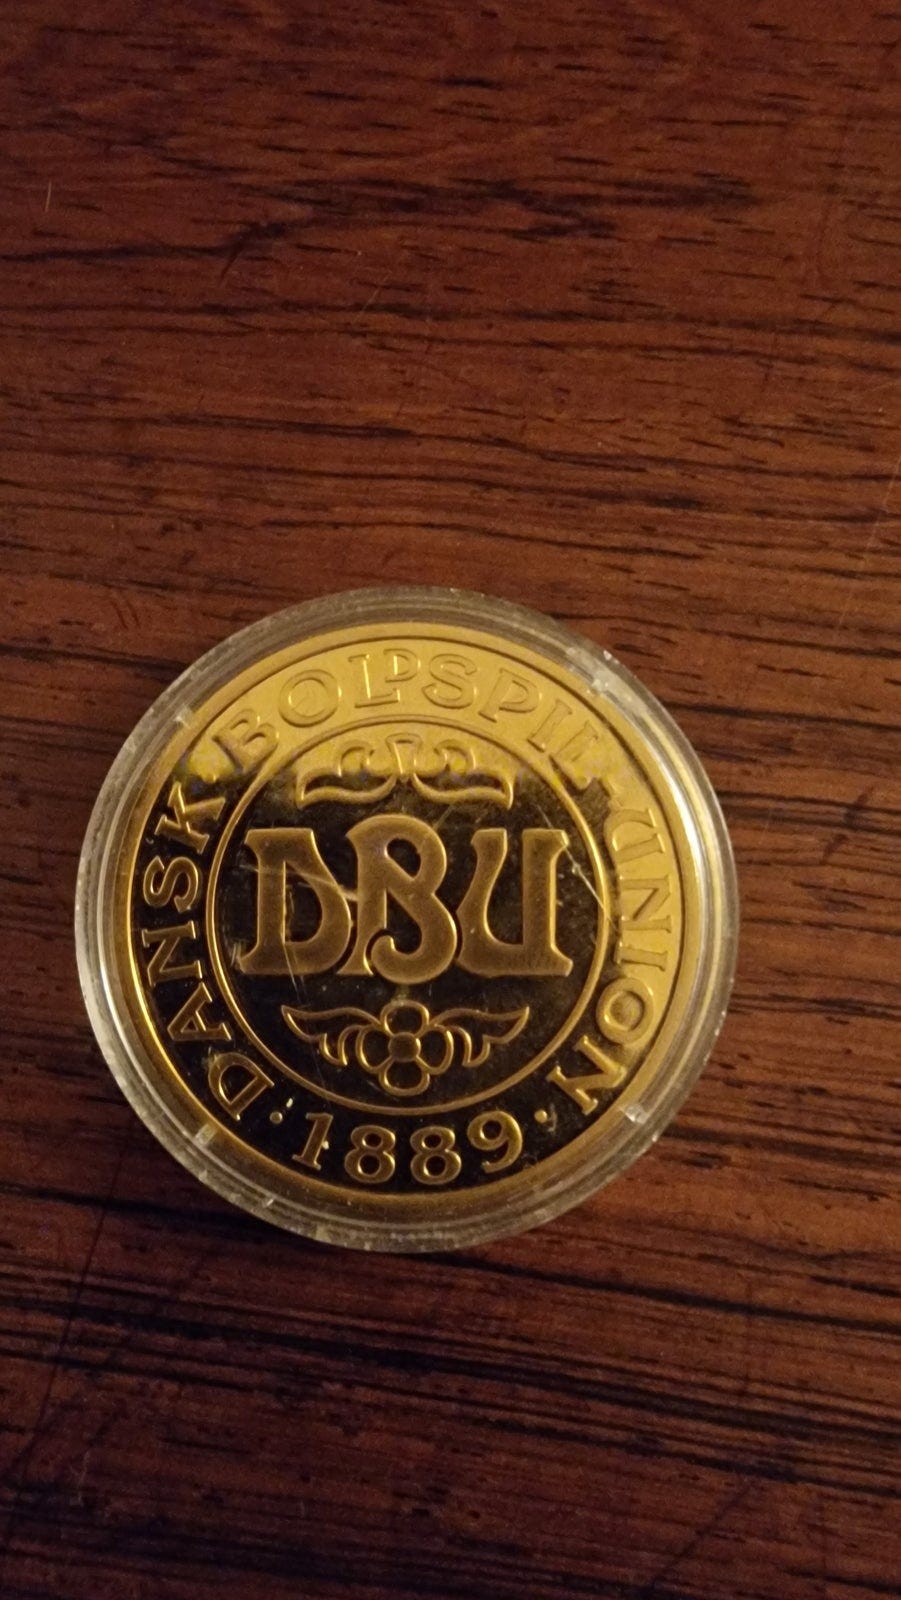 DANSK·BOLDSPIL-UNION
DBU
·1889·